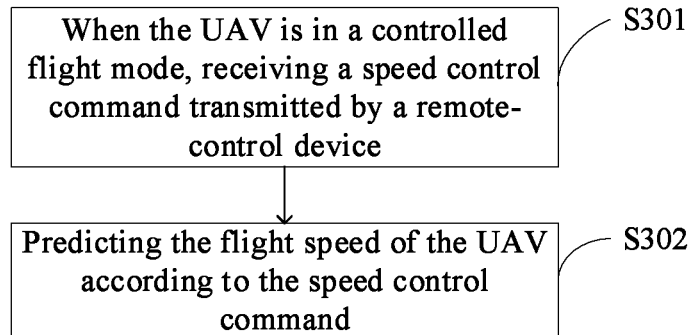 When the UAV is in a controlled
flight mode, receiving a speed control
command transmitted by a remote-
control device
S301
Predicting the flight speed of the UAV
according to the speed control
command
S302